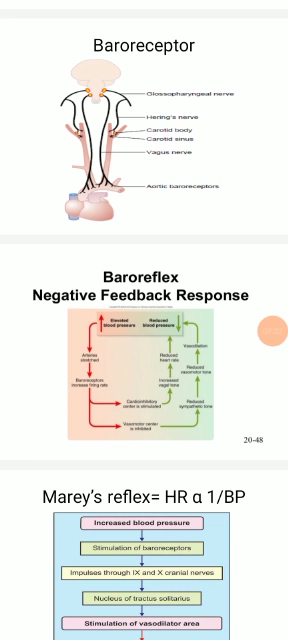 Baroreceptor
Glossopharyngeal nerve
Hering's nerve
Carotid body
Carotid sinus
Vagus nerve
Aortic baroreceptors
Baroreflex
Negative Feedback Response
Elevated
blood pressure
Reduced
blood pressure
Vasodilation
Arteries
stretched
Reduced
heart rate
Reduced
vasomotor tone
Baroreceptors
increase firing rate
Increased
vagal tone
Cardioinhibitory
center is stimulated
Reduced
sympathetic tone
Vasomotor center
is inhibited
20-48
Marey's reflex= HR α 1/BP
Increased blood pressure
Stimulation of baroreceptors
Impulses through IX and X cranial nerves
Nucleus of tractus solitarius
Stimulation of vasodilator area